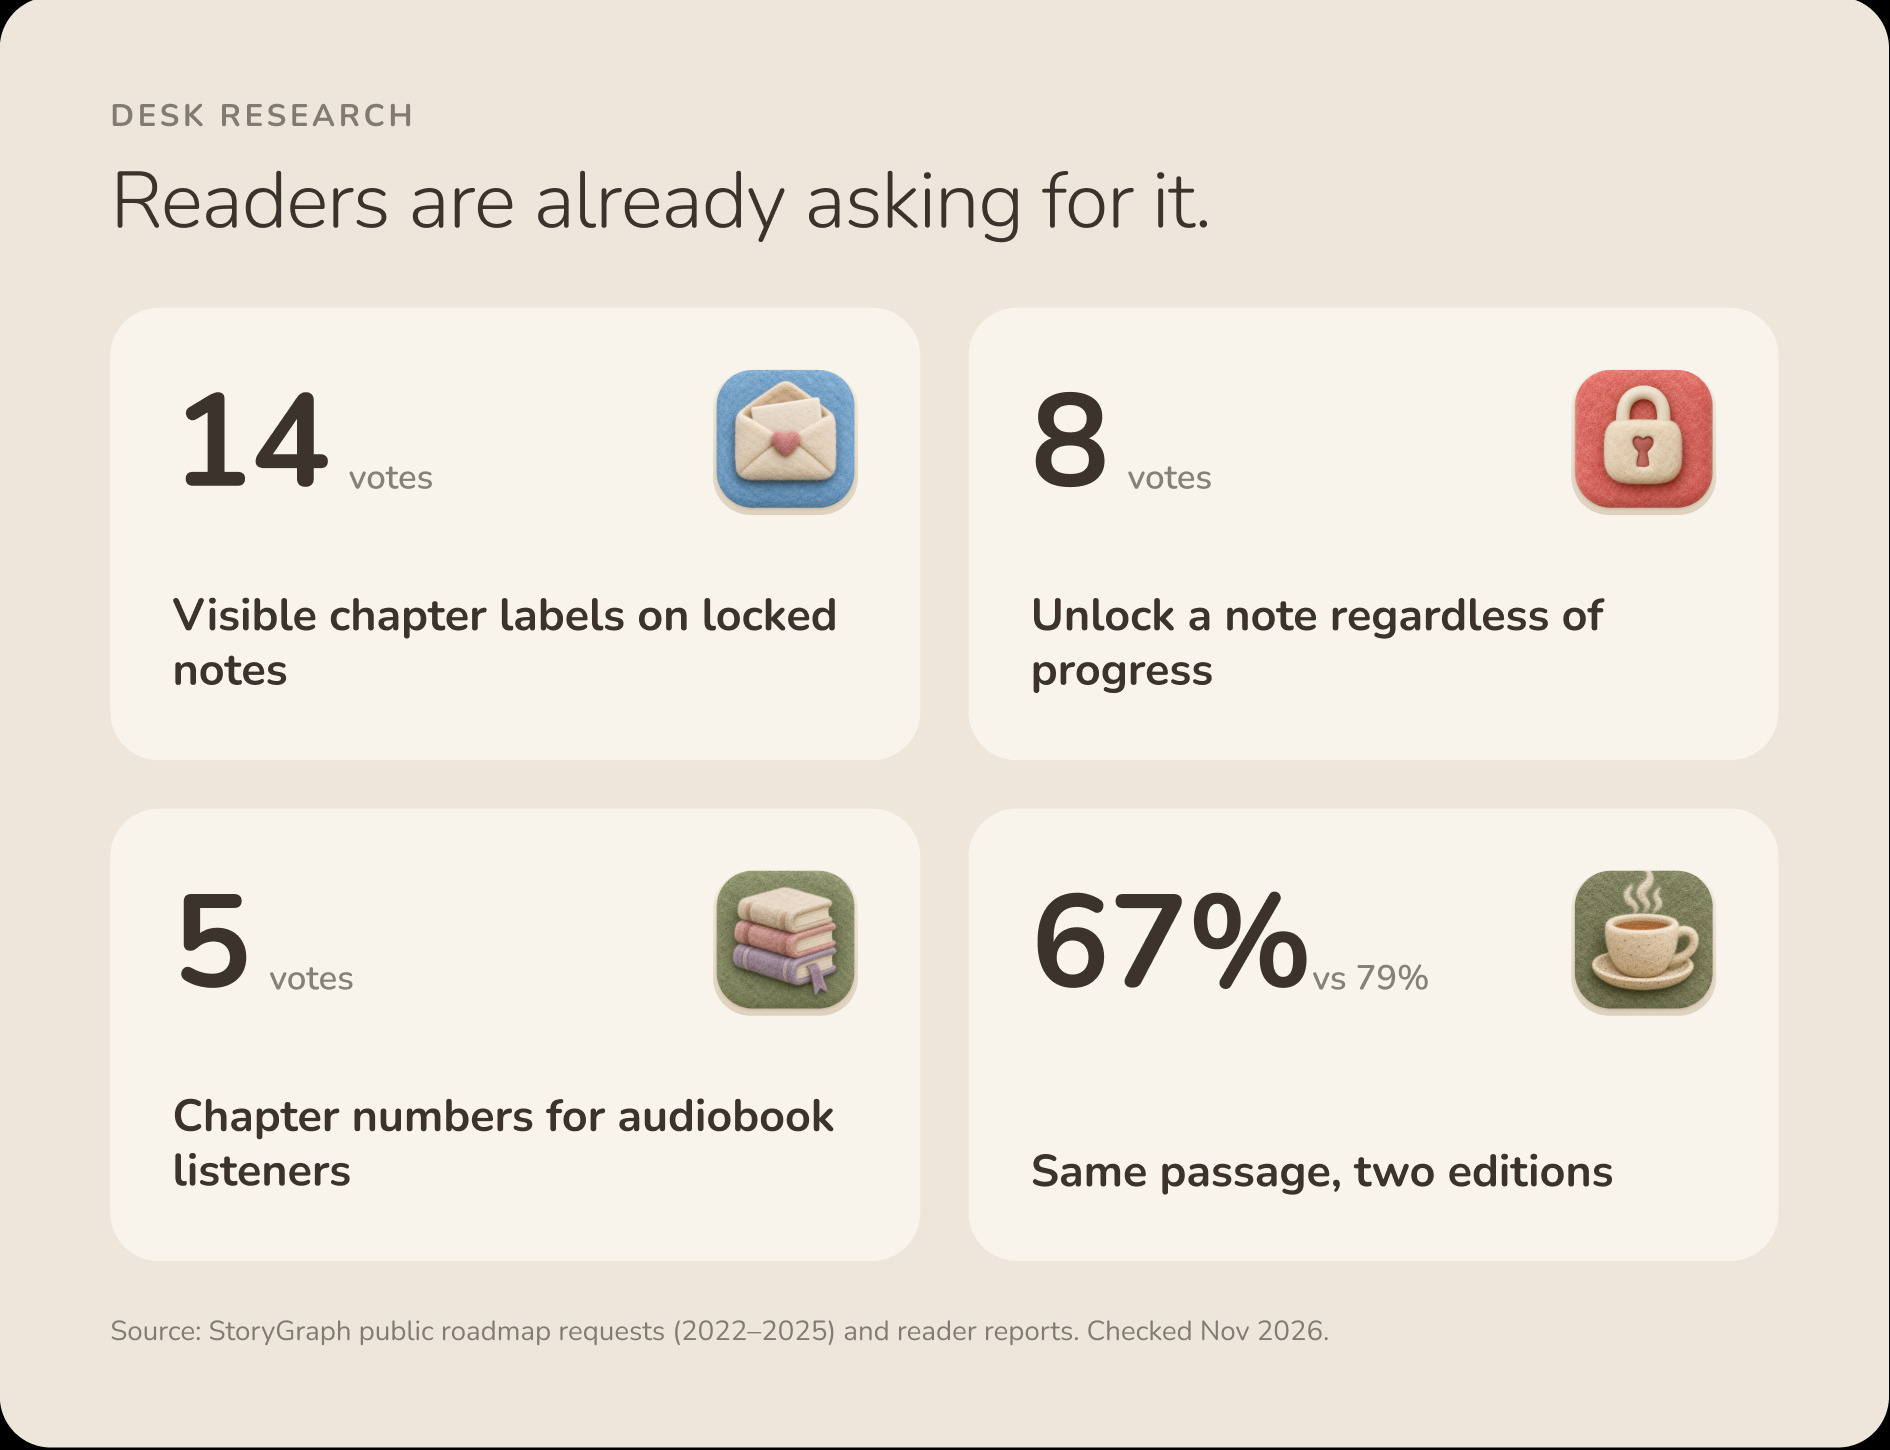 DESK RESEARCH
Readers are already asking for it.
14 votes
Visible chapter labels on locked
notes
8 votes
Unlock a note regardless of
progress
5 votes
Chapter numbers for audiobook
listeners
67% vs 79%
Same passage, two editions
Source: StoryGraph public roadmap requests (2022–2025) and reader reports. Checked Nov 2026.